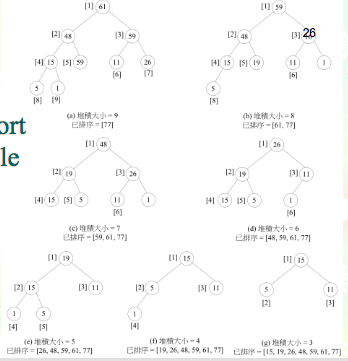 [1] 61
[2] 48 [3] 59
[4] 15 [5] 59 11 26
[6] [7]
5 1
[8] [9]
(a) 堆積大小 = 9
已排序 = [77]
[1] 59
[2] 48 [3] 26
[4] 15 [5] 19 11 1
[6]
5
[8]
(b) 堆積大小 = 8
已排序 = [61, 77]
ort
le
[1] 48
[2] 19 [3] 26
[4] 15 [5] 5 11 1
[6]
(c) 堆積大小 = 7
已排序 = [59, 61, 77]
[1] 26
[2] 19 [3] 11
[4] 15 [5] 5 1
[6]
(d) 堆積大小 = 6
已排序 = [48, 59, 61, 77]
[1] 19
[2] 15 [3] 11
1 5
[4] [5]
(e) 堆積大小 = 5
已排序 = [26, 48, 59, 61, 77]
[1] 15
[2] 5 [3] 11
1
[4]
(f) 堆積大小 = 4
已排序 = [19, 26, 48, 59, 61, 77]
[1] 15
5 11
[2] [3]
(g) 堆積大小 = 3
已排序 = [15, 19, 26, 48, 59, 61, 77]